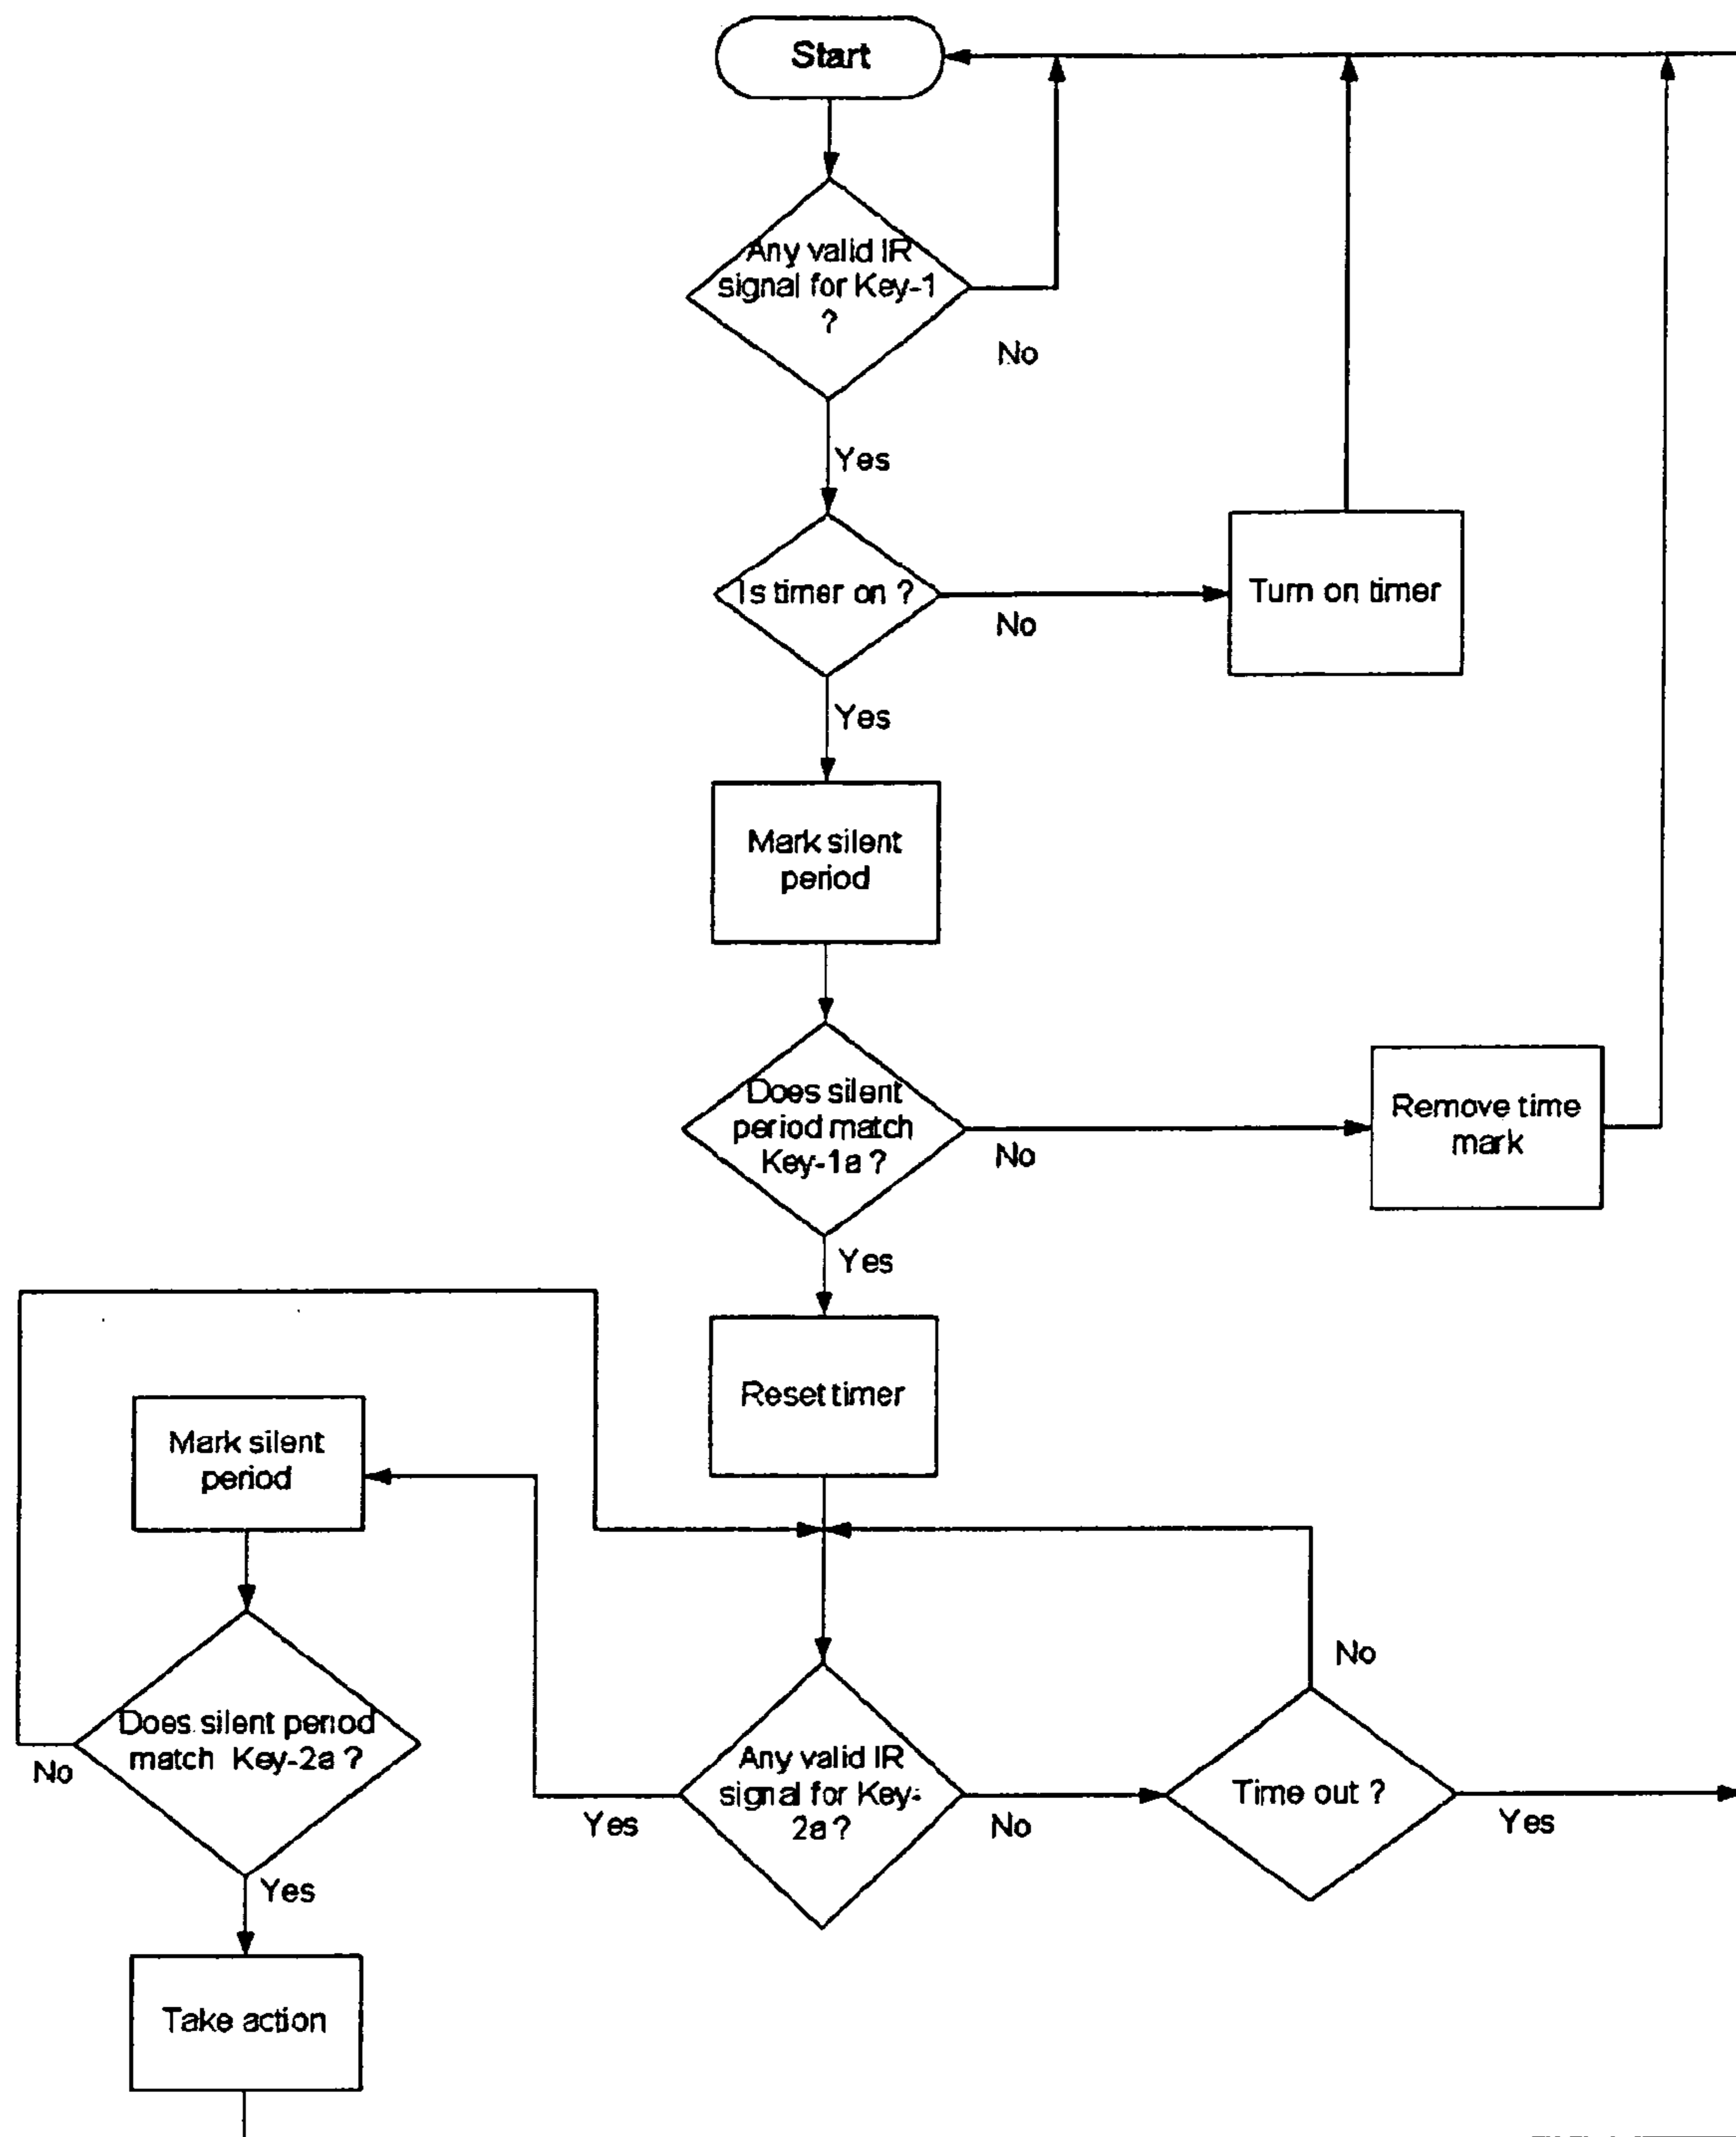 Start
Any valid IR
signal for Key-1
?
No
Yes
Is timer on ?
No
Turn on timer
Yes
Mark silent
period
Does silent
period match
Key-1a ?
No
Remove time
mark
Yes
Reset timer
Mark silent
period
No
Does silent period
match Key-2a ?
No
Any valid IR
signal for Key-
2a ?
Yes
No
Time out ?
Yes
Yes
Take action